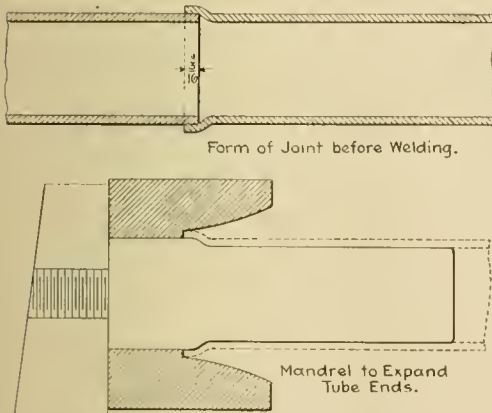 3/16
Form of Joint before Welding.
Mandrel to Expand
Tube Ends.